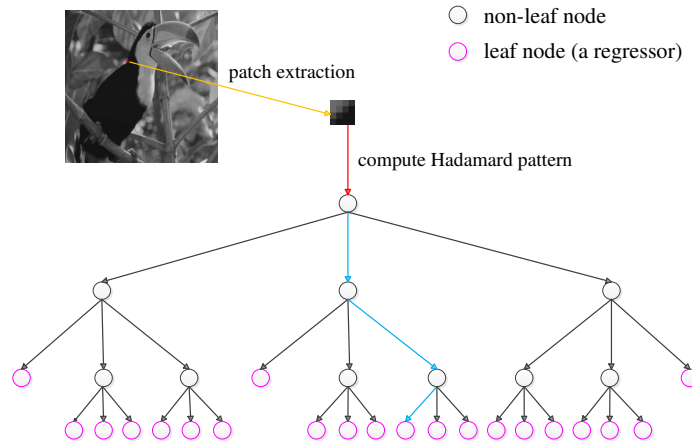 non-leaf node
leaf node (a regressor)
patch extraction
compute Hadamard pattern